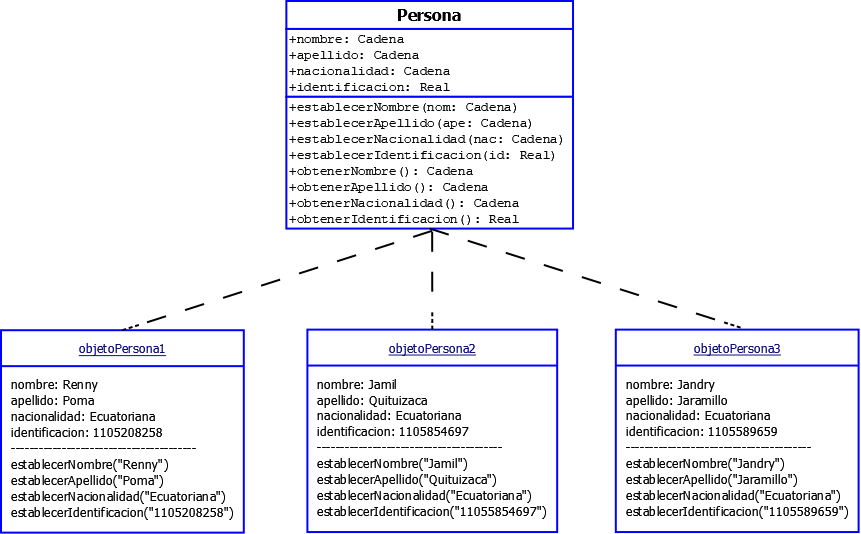 Persona
+nombre: Cadena
+apellido: Cadena
+nacionalidad: Cadena
+identificacion: Real
+establecerNombre(nom: Cadena)
+establecerApellido(ape: Cadena)
+establecerNacionalidad(nac: Cadena)
+establecerIdentificacion(id: Real)
+obtenerNombre(): Cadena
+obtenerApellido(): Cadena
+obtenerNacionalidad(): Cadena
+obtenerIdentificacion(): Real
objetoPersona1
nombre: Renny
apellido: Poma
nacionalidad: Ecuatoriana
identificacion: 1105208258
establecerNombre("Renny")
establecerApellido("Poma")
establecerNacionalidad("Ecuatoriana")
establecerIdentificacion("1105208258")
objetoPersona2
nombre: Jamil
apellido: Quituizaca
nacionalidad: Ecuatoriana
identificacion: 1105854697
establecerNombre("Jamil")
establecerApellido("Quituizaca")
establecerNacionalidad("Ecuatoriana")
establecerIdentificacion("11055854697")
objetoPersona3
nombre: Jandry
apellido: Jaramillo
nacionalidad: Ecuatoriana
identificacion: 1105589659
establecerNombre("Jandry")
establecerApellido("Jaramillo")
establecerNacionalidad("Ecuatoriana")
establecerIdentificacion("1105589659")